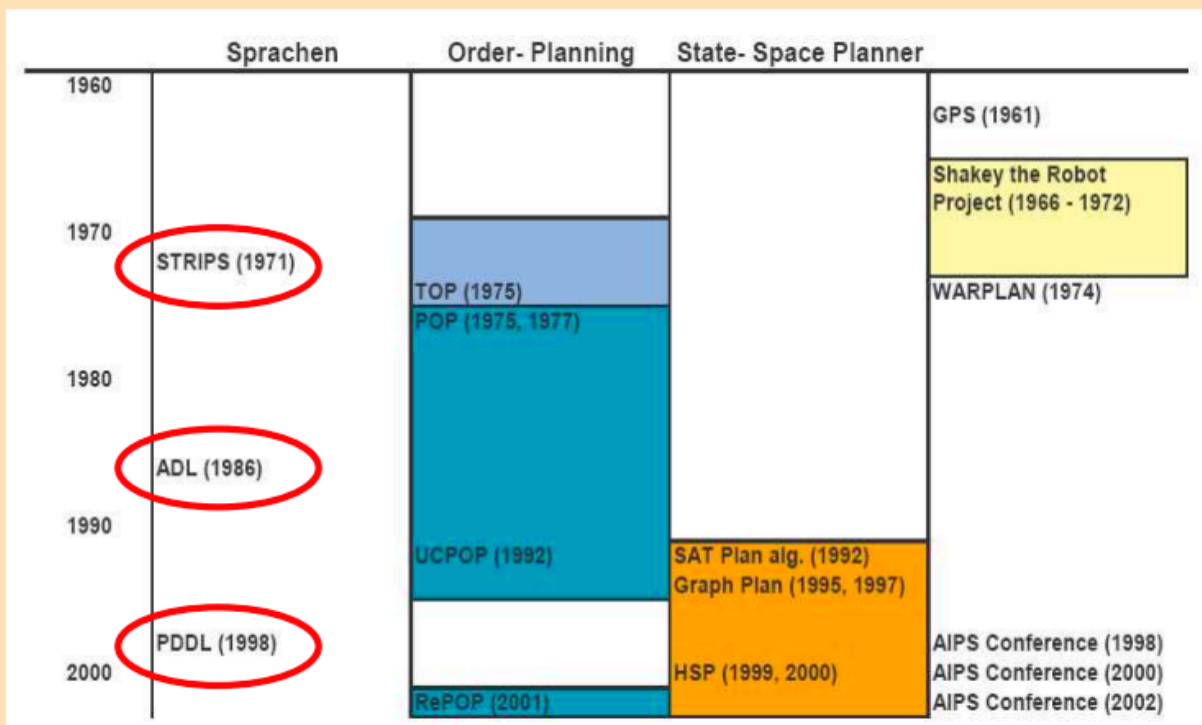 Sprachen
Order- Planning
State- Space Planner
1960
GPS (1961)
Shakey the Robot
Project (1966 - 1972)
1970
STRIPS (1971)
TOP (1975)
WARPLAN (1974)
POP (1975, 1977)
1980
ADL (1986)
1990
UCPOP (1992)
SAT Plan alg. (1992)
Graph Plan (1995, 1997)
PDDL (1998)
AIPS Conference (1998)
2000
HSP (1999, 2000)
AIPS Conference (2000)
RePOP (2001)
AIPS Conference (2002)